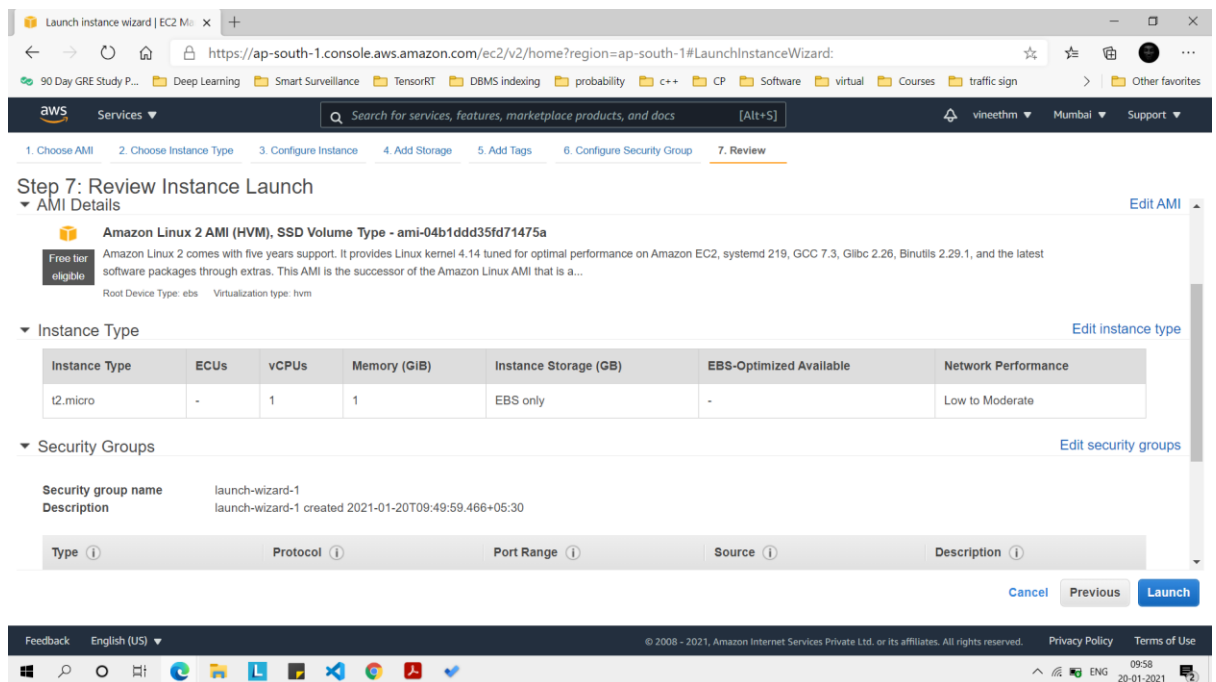 Launch instance wizard | EC2 Ma
https://ap-south-1.console.aws.amazon.com/ec2/v2/home?region=ap-south-1#LaunchInstanceWizard:
90 Day GRE Study P... Deep Learning Smart Surveillance TensorRT DBMS indexing probability c++ CP Software virtual Courses traffic sign Other favorites
aws Services Search for services, features, marketplace products, and docs [Alt+S] vineethm Mumbai Support
1. Choose AMI 2. Choose Instance Type 3. Configure Instance 4. Add Storage 5. Add Tags 6. Configure Security Group 7. Review
Step 7: Review Instance Launch
AMI Details Edit AMI
Amazon Linux 2 AMI (HVM), SSD Volume Type - ami-04b1ddd35fd71475a
Free tier eligible
Amazon Linux 2 comes with five years support. It provides Linux kernel 4.14 tuned for optimal performance on Amazon EC2, systemd 219, GCC 7.3, Glibc 2.26, Binutils 2.29.1, and the latest
software packages through extras. This AMI is the successor of the Amazon Linux AMI that is a...
Root Device Type: ebs Virtualization type: hvm
Instance Type Edit instance type
Instance Type ECUs vCPUs Memory (GiB) Instance Storage (GB) EBS-Optimized Available Network Performance
t2.micro - 1 1 EBS only - Low to Moderate
Security Groups Edit security groups
Security group name launch-wizard-1
Description launch-wizard-1 created 2021-01-20T09:49:59.466+05:30
Type Protocol Port Range Source Description
Cancel Previous Launch
Feedback English (US) © 2008 - 2021, Amazon Internet Services Private Ltd. or its affiliates. All rights reserved. Privacy Policy Terms of Use
ENG 09:58
20-01-2021 2